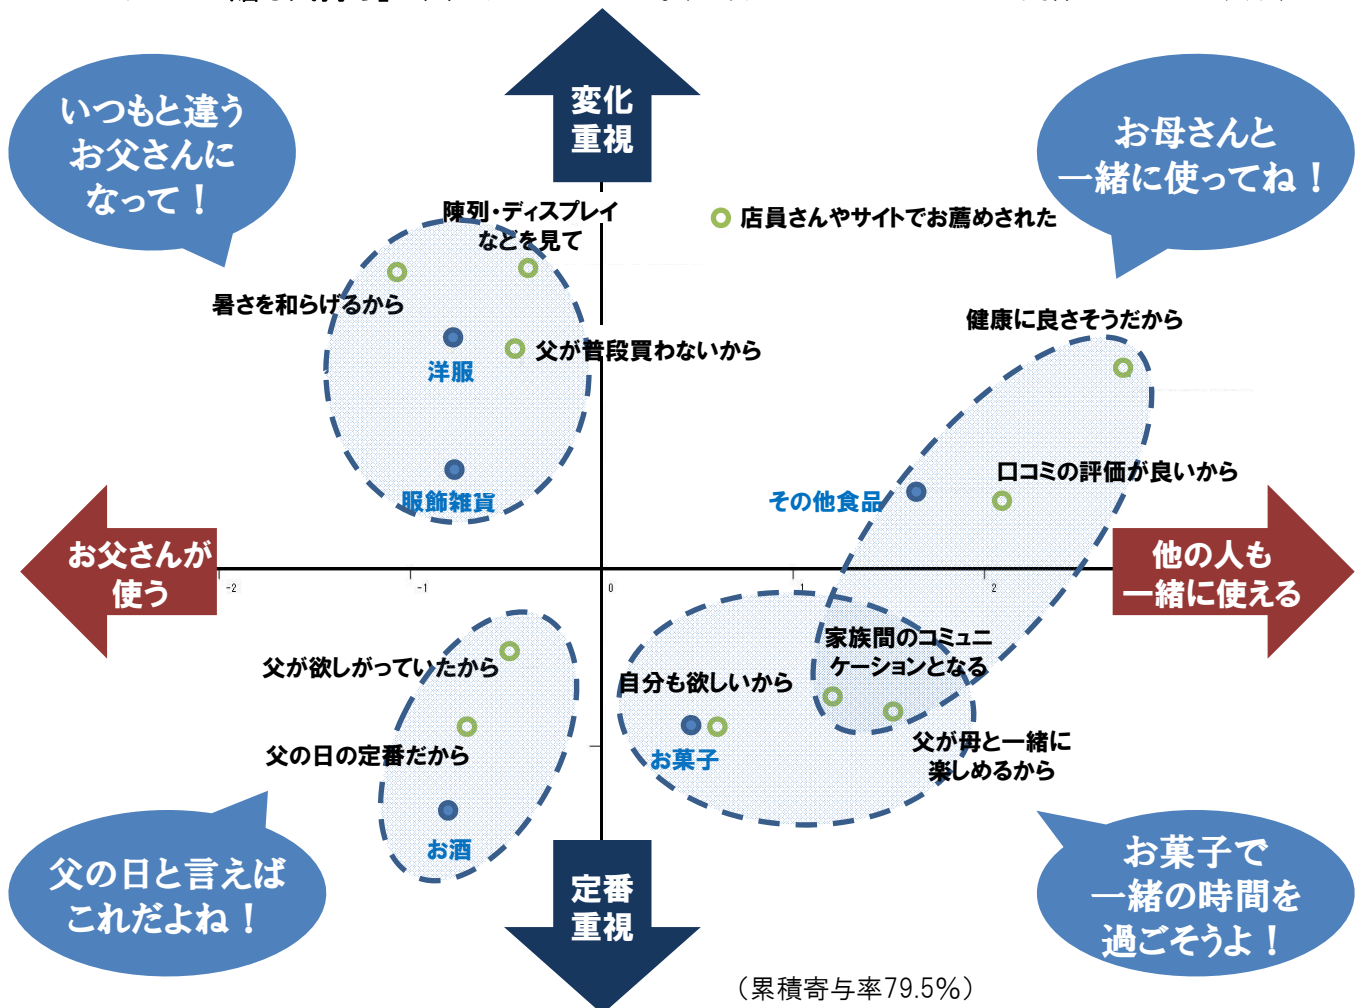 変化
重視
いつもと違う
お父さんに
なって！
お母さんと
一緒に使ってね！
陳列・ディスプレイ
などを見て
店員さんやサイトでお薦めされた
暑さを和らげるから
健康に良さそうだから
父が普段買わないから
洋服
口コミの評価が良いから
服飾雑貨
その他食品
お父さんが
使う
他の人も
一緒に使える
-2
-1
0
1
2
家族間のコミュニ
ケーションとなる
父が欲しがっていたから
自分も欲しいから
父の日の定番だから
お菓子
父が母と一緒に
楽しめるから
お酒
父の日と言えば
これだよね！
定番
重視
お菓子で
一緒の時間を
過ごそうよ！
（累積寄与率79.5%）